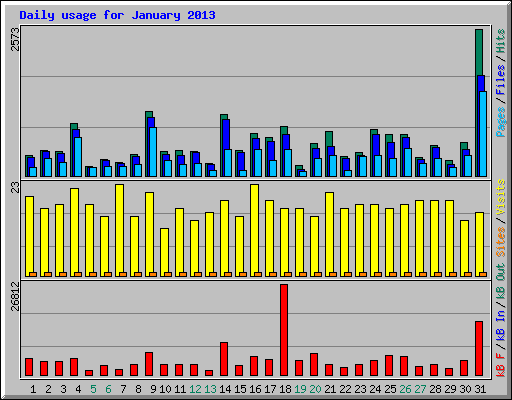 Daily usage for January 2013
2573
Pages / Files / Hits
23
Sites / Visits
26812
kB F / kB In / kB Out
1 2 3 4 5 6 7 8 9 10 11 12 13 14 15 16 17 18 19 20 21 22 23 24 25 26 27 28 29 30 31